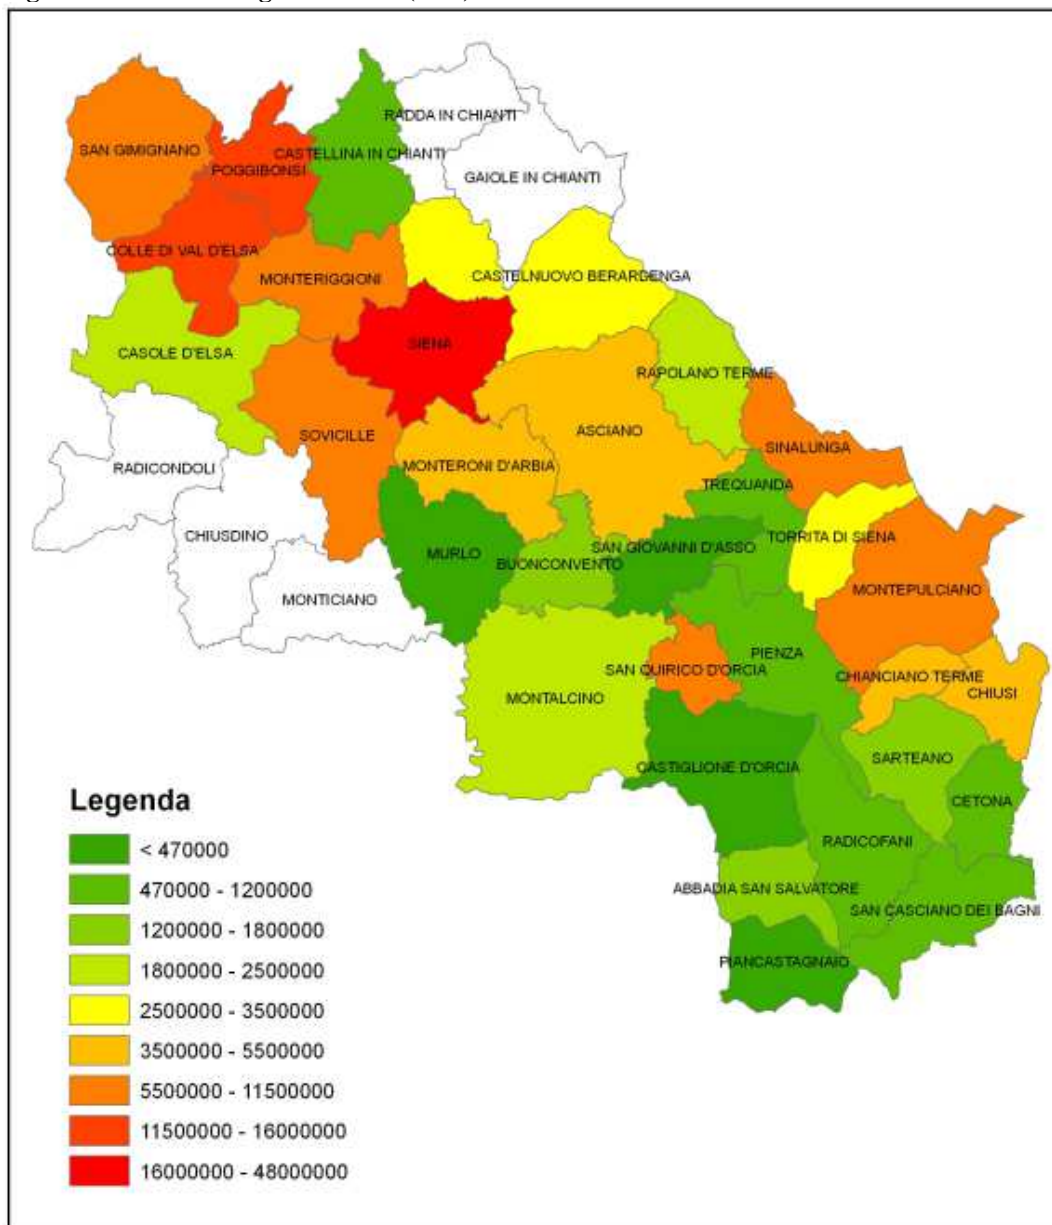 RADDA IN CHIANTI
SAN GIMIGNANO
CASTELLINA IN CHIANTI
POGGIBONSI
GAIOLE IN CHIANTI
COLLE DI VAL D'ELSA
MONTERIGGIONI
CASTELNUOVO BERARDENGA
SIENA
CASOLE D'ELSA
RAPOLANO TERME
SOVICILLE
ASCIANO
SINALUNGA
RADICONDOLI
MONTERONI D'ARBIA
TREQUANDA
CHIUSDINO
TORRITA DI SIENA
SAN GIOVANNI D'ASSO
MURLO
BUONCONVENTO
MONTICIANO
MONTEPULCIANO
PIENZA
SAN QUIRICO D'ORCIA
CHIANCIANO TERME
CHIUSI
MONTALCINO
SARTEANO
CASTIGLIONE D'ORCIA
CETONA
RADICOFANI
ABBADIA SAN SALVATORE
SAN CASCIANO DEI BAGNI
PIANCASTAGNAIO
Legenda
< 470000
470000 - 1200000
1200000 - 1800000
1800000 - 2500000
2500000 - 3500000
3500000 - 5500000
5500000 - 11500000
11500000 - 16000000
16000000 - 48000000